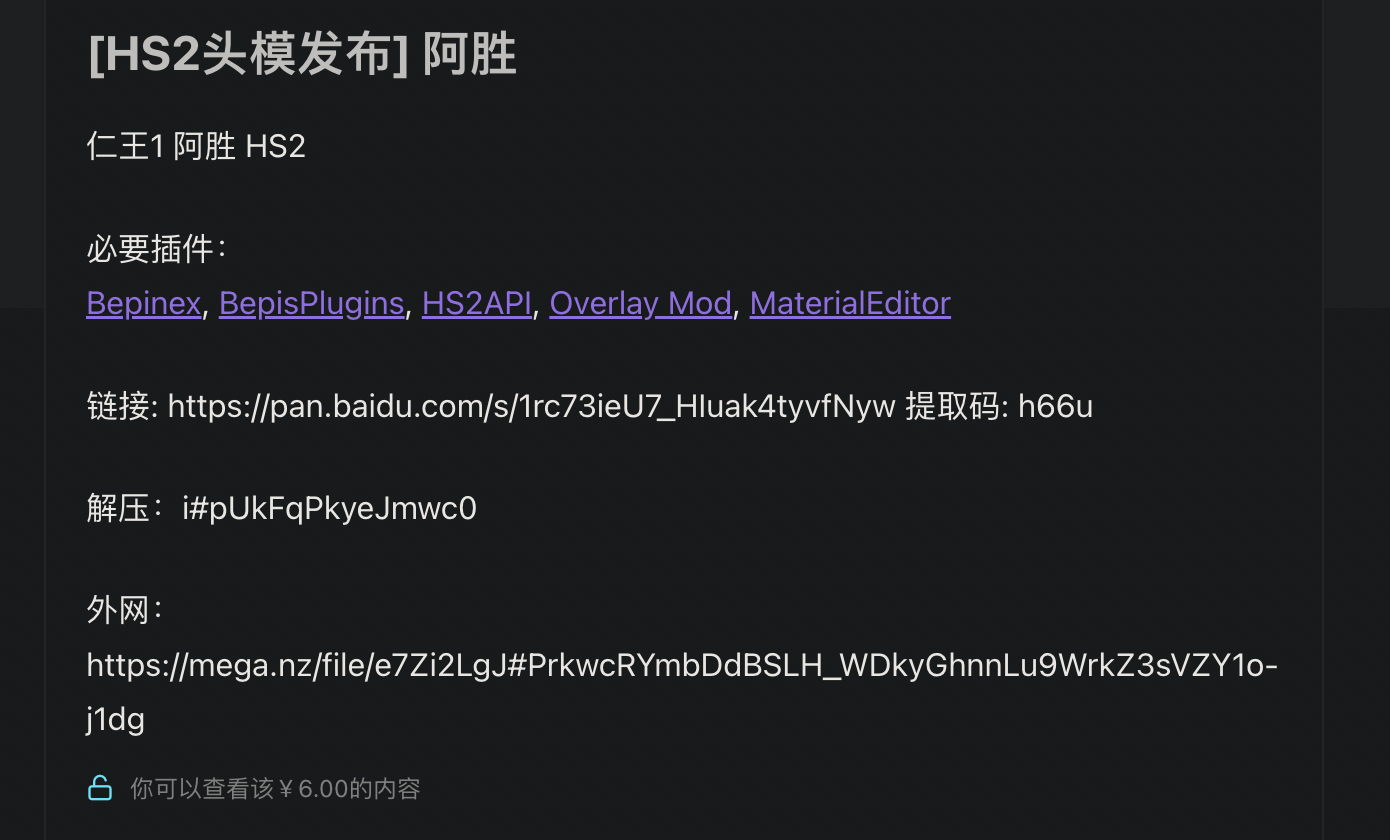 [HS2头模发布] 阿胜
仁王1 阿胜 HS2
必要插件：
Bepinex, BepisPlugins, HS2API, Overlay Mod, MaterialEditor
链接: https://pan.baidu.com/s/1rc73ieU7_HIuak4tyvfNyw 提取码: h66u
解压：i#pUkFqPkyeJmwc0
外网：
https://mega.nz/file/e7Zi2LgJ#PrkwcRYmbDdBSLH_WDkyGhnnLu9WrkZ3sVZY1o-
j1dg
你可以查看该￥6.00的内容